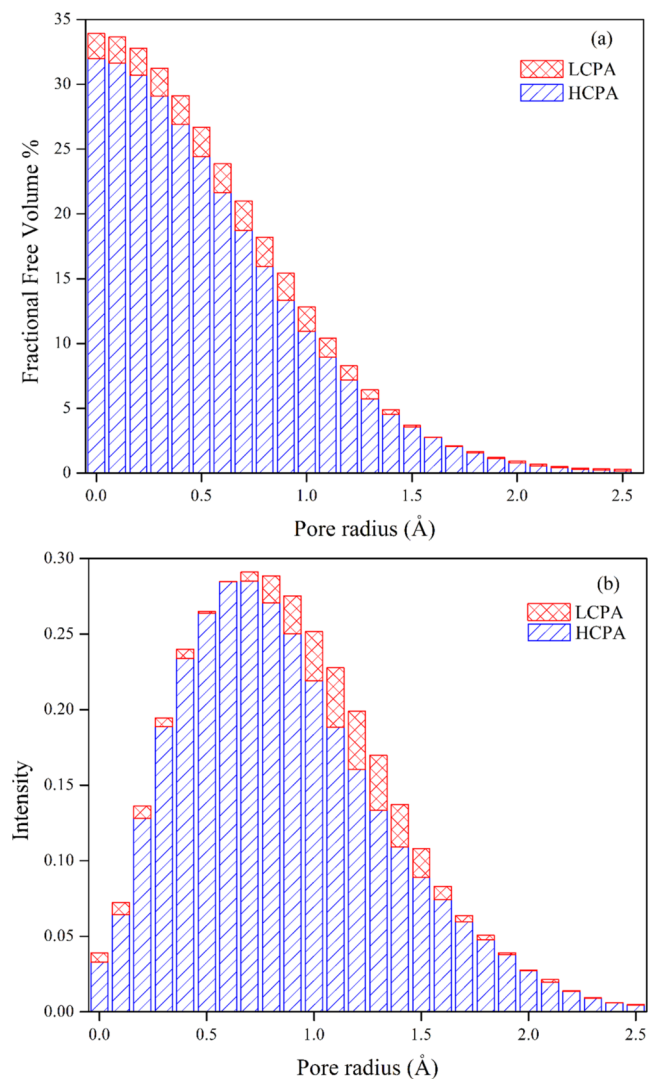 (a)
LCPA
HCPA
Fractional Free Volume %
35
30
25
20
15
10
5
0
0.0 0.5 1.0 1.5 2.0 2.5
Pore radius (Å)
(b)
LCPA
HCPA
Intensity
0.30
0.25
0.20
0.15
0.10
0.05
0.00
0.0 0.5 1.0 1.5 2.0 2.5
Pore radius (Å)